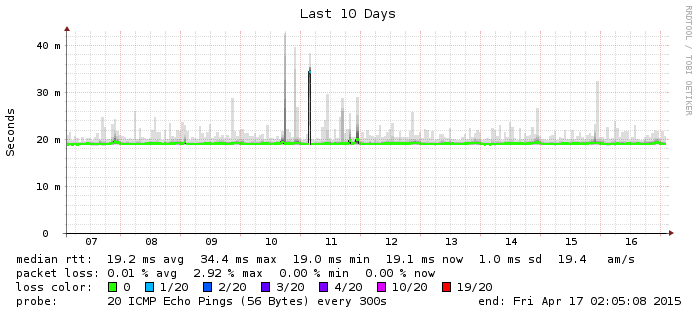 Last 10 Days
RRDTOOL / TOBI OETIKER
Seconds
40 m
30 m
20 m
10 m
0
07 08 09 10 11 12 13 14 15 16
median rtt: 19.2 ms avg 34.4 ms max 19.0 ms min 19.1 ms now 1.0 ms sd 19.4 am/s
packet loss: 0.01 % avg 2.92 % max 0.00 % min 0.00 % now
loss color: 0 1/20 2/20 3/20 4/20 10/20 19/20
probe: 20 ICMP Echo Pings (56 Bytes) every 300s end: Fri Apr 17 02:05:08 2015